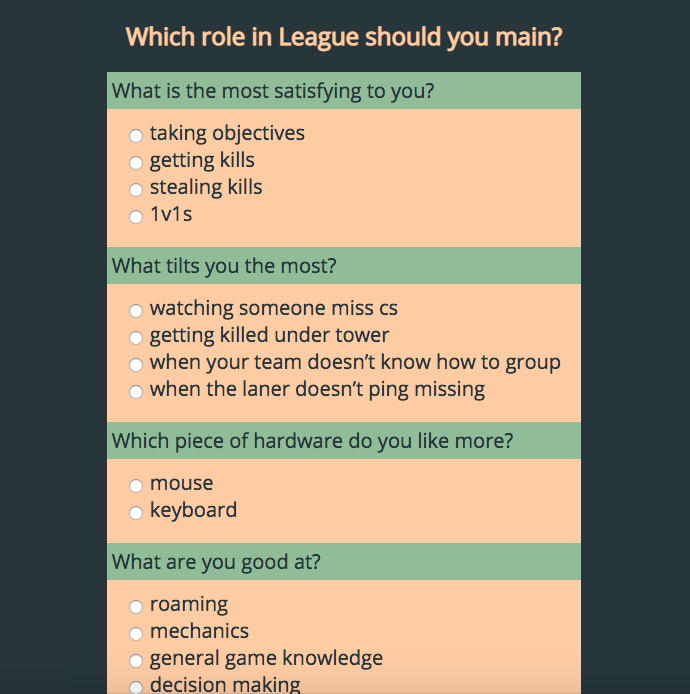 Which role in League should you main?
What is the most satisfying to you?
taking objectives
getting kills
stealing kills
1v1s
What tilts you the most?
watching someone miss cs
getting killed under tower
when your team doesn’t know how to group
when the laner doesn’t ping missing
Which piece of hardware do you like more?
mouse
keyboard
What are you good at?
roaming
mechanics
general game knowledge
decision making